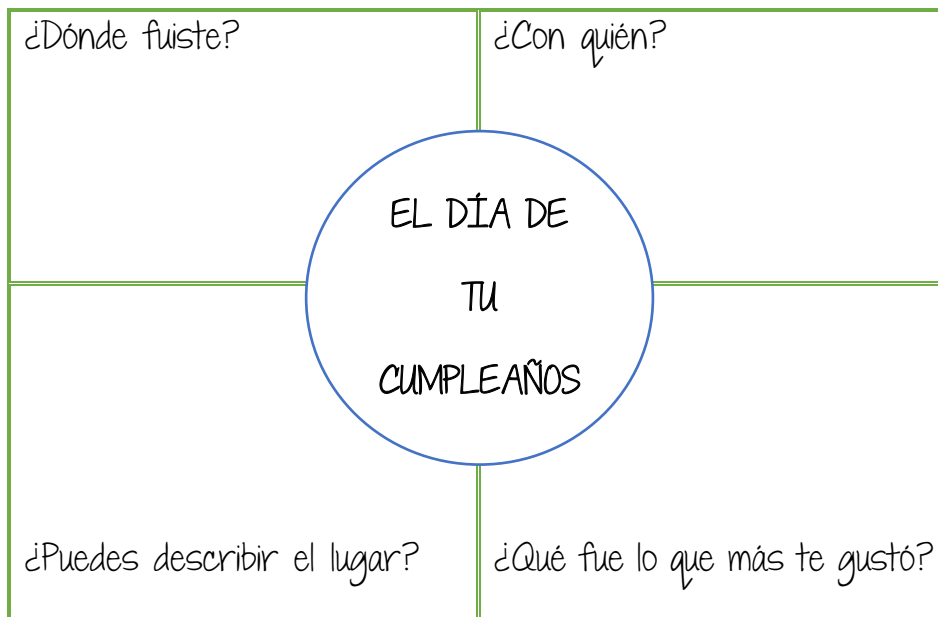 ¿Dónde fuiste?
¿Con quién?
EL DÍA DE
TU
CUMPLEAÑOS
¿Puedes describir el lugar?
¿Qué fue lo que más te gustó?